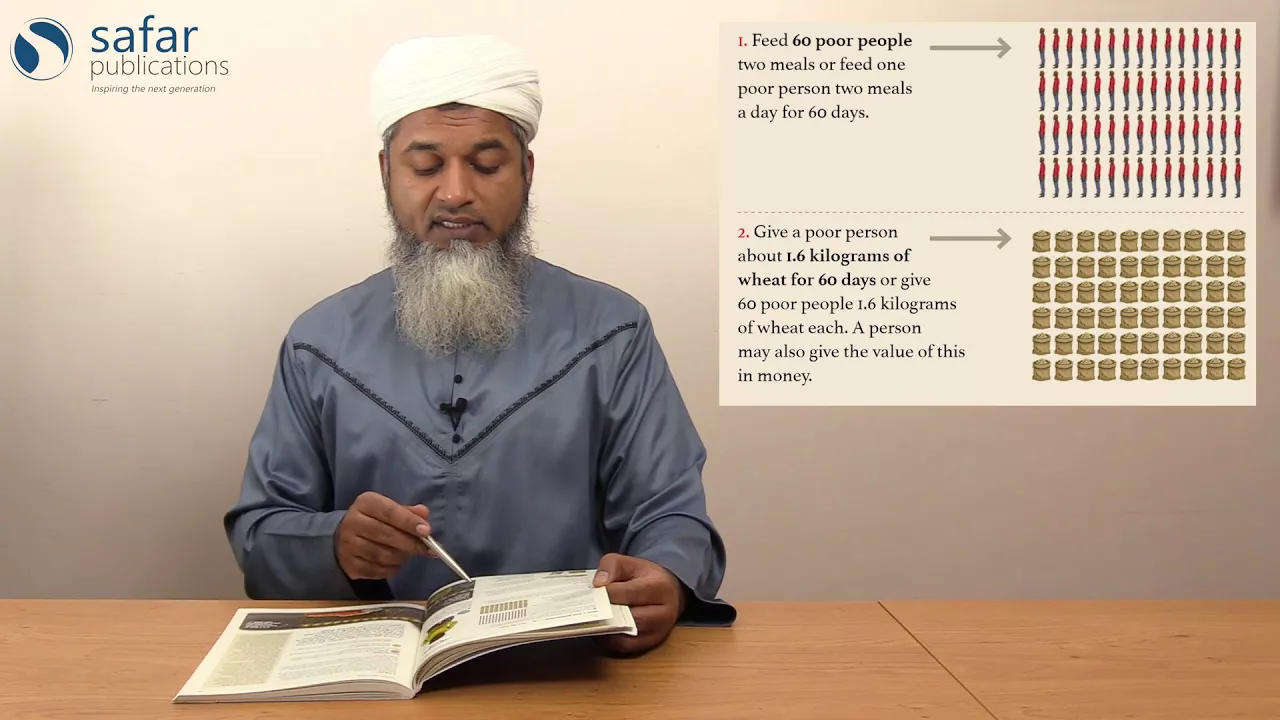 safar
publications
Inspiring the next generation
1. Feed 60 poor people
two meals or feed one
poor person two meals
a day for 60 days.
2. Give a poor person
about 1.6 kilograms of
wheat for 60 days or give
60 poor people 1.6 kilograms
of wheat each. A person
may also give the value of this
in money.